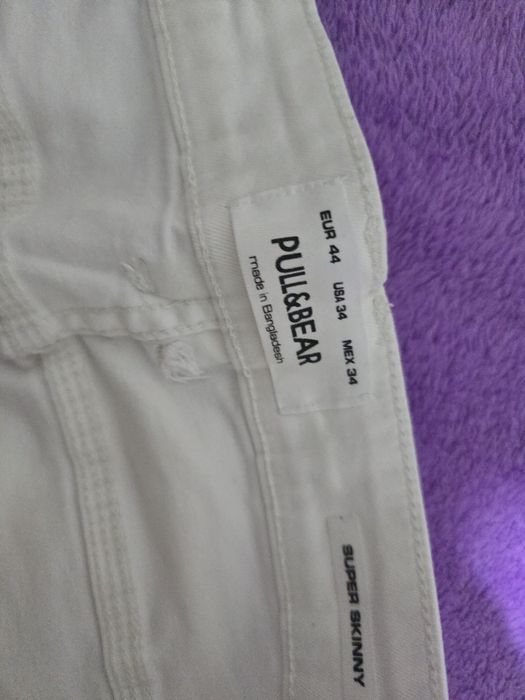 EUR 44 USA 34 MEX 34
PULL&BEAR
made in Bangladesh
SUPER SKINNY